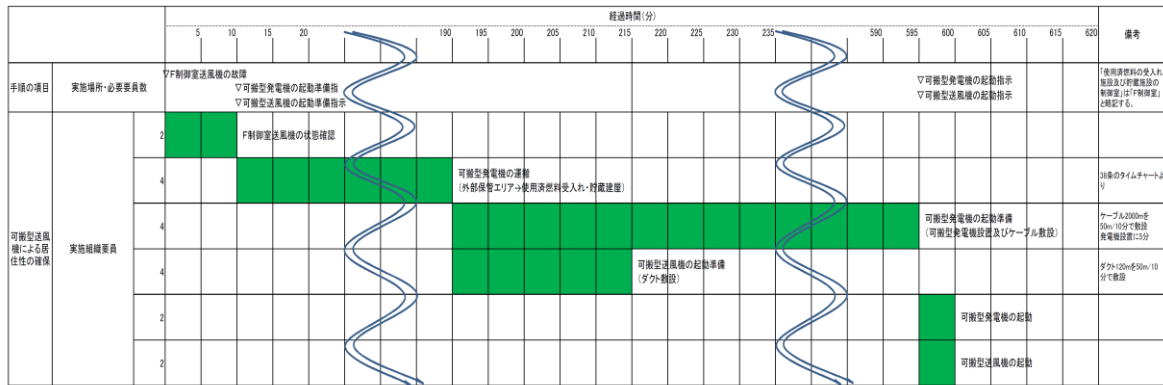 経過時間(分)
備考
5 10 15 20 190 195 200 205 210 215 220 225 230 235 590 595 600 605 610 615 620
手順の項目
実施場所・必要要員数
▽F制御室送風機の故障
▽可搬型発電機の起動準備指
▽可搬型送風機の起動準備指示
▽可搬型発電機の起動指示
▽可搬型送風機の起動指示
「使用済燃料の受入れ
施設及び貯蔵施設の
制御室」は「F制御室」
と略記する。
可搬型送風
機による居
住性の確保
実施組織要員
2
F制御室送風機の状態確認
4
可搬型発電機の運搬
(外部保管エリア→使用済燃料受入れ・貯蔵建屋)
38条のタイムチャートよ
り
4
可搬型発電機の起動準備
(可搬型発電機設置及びケーブル敷設)
ケーブル2000mを
50m/10分で敷設
発電機設置に5分
4
可搬型送風機の起動準備
(ダクト敷設)
ダクト120mを50m/10
分で敷設
2
可搬型発電機の起動
2
可搬型送風機の起動